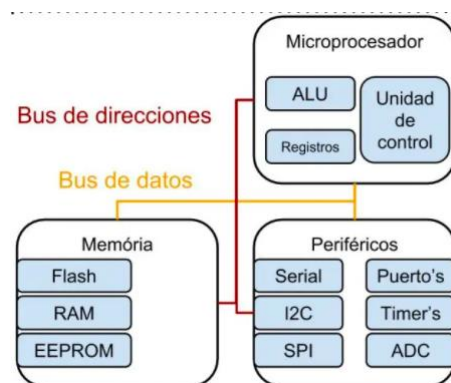 Microprocesador
ALU
Unidad
de
control
Registros
Bus de direcciones
Bus de datos
Memória
Flash
RAM
EEPROM
Periféricos
Serial
Puerto's
I2C
Timer's
SPI
ADC